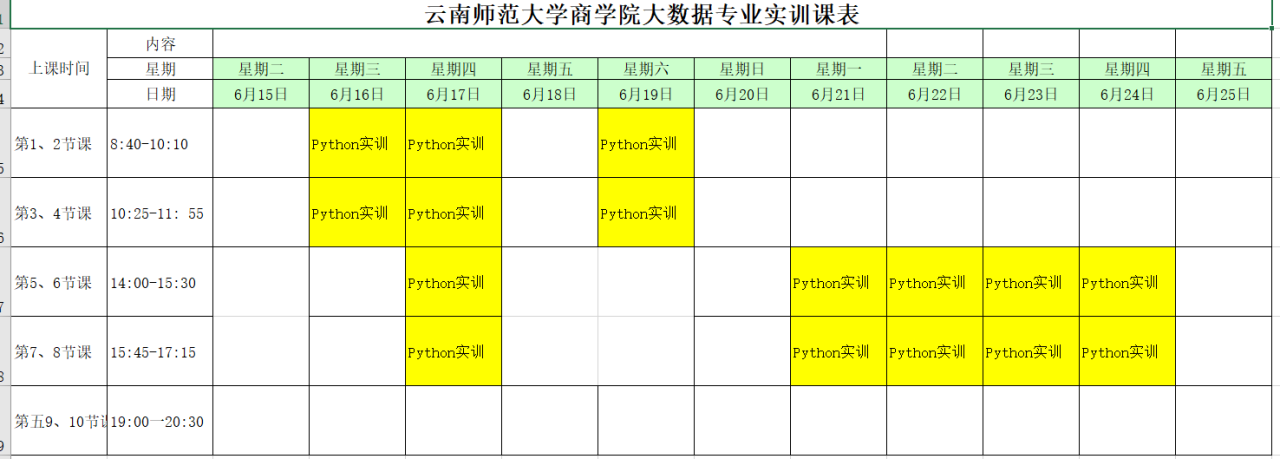 云南师范大学商学院大数据专业实训课表
上课时间 内容
星期 星期二 星期三 星期四 星期五 星期六 星期日 星期一 星期二 星期三 星期四 星期五
日期 6月15日 6月16日 6月17日 6月18日 6月19日 6月20日 6月21日 6月22日 6月23日 6月24日 6月25日
第1、2节课 8:40-10:10 Python实训 Python实训 Python实训
第3、4节课 10:25-11: 55 Python实训 Python实训 Python实训
第5、6节课 14:00-15:30 Python实训 Python实训 Python实训 Python实训 Python实训
第7、8节课 15:45-17:15 Python实训 Python实训 Python实训 Python实训 Python实训
第五9、10节 19:00一20:30